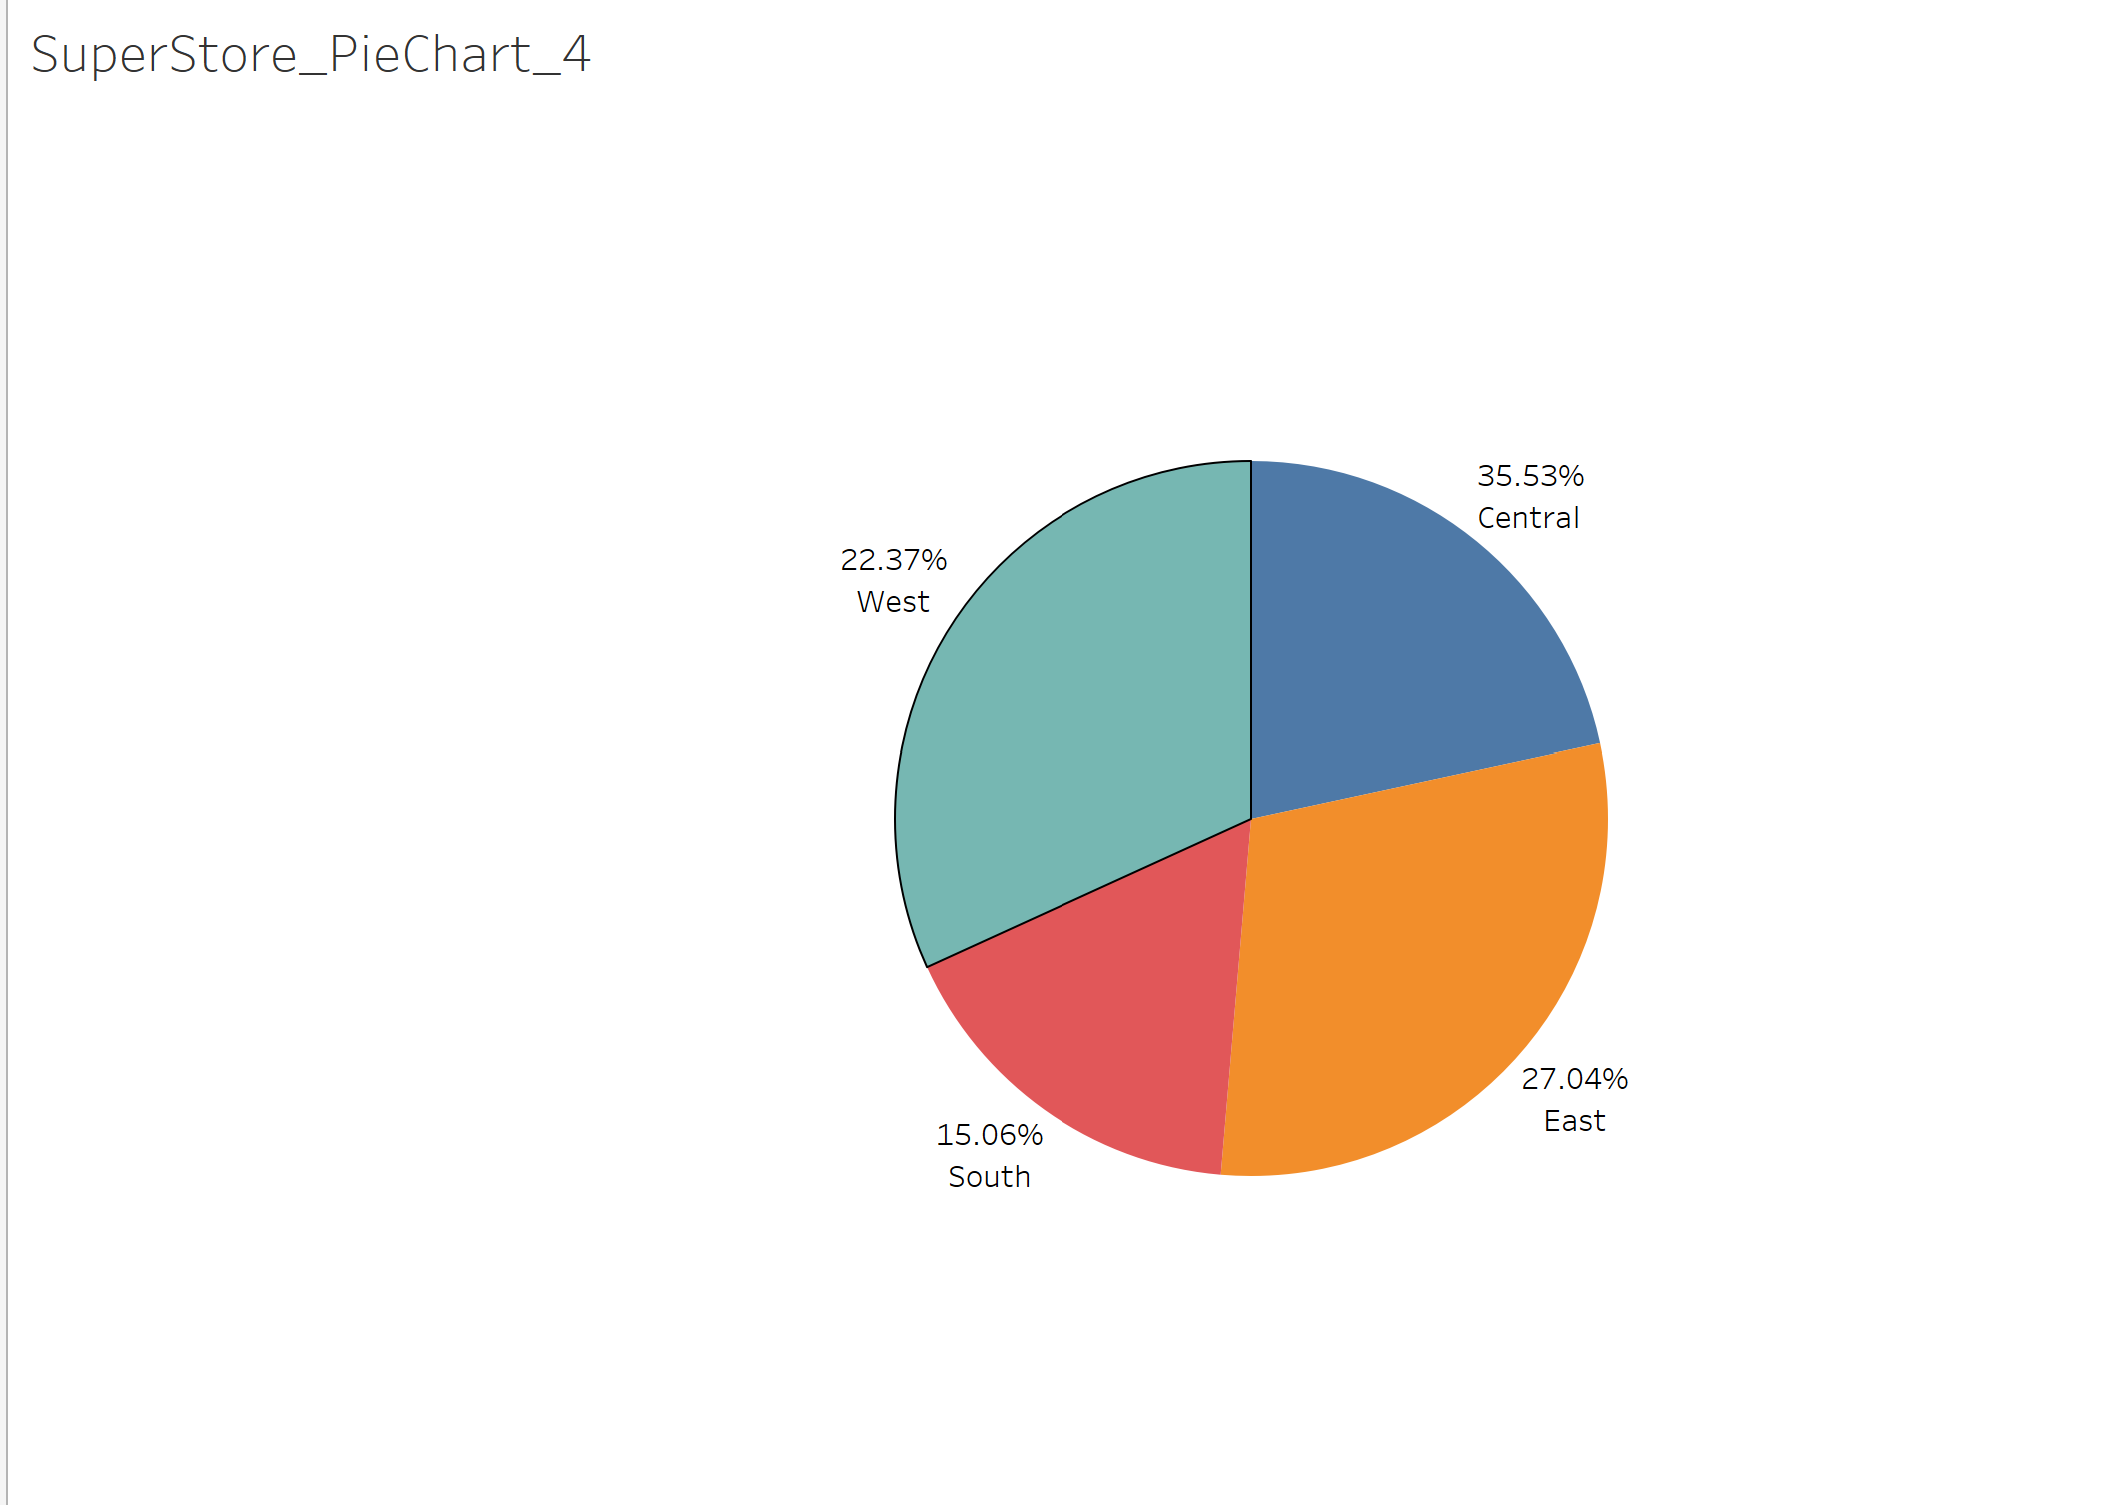 SuperStore_PieChart_4
35.53%
Central
22.37%
West
27.04%
East
15.06%
South